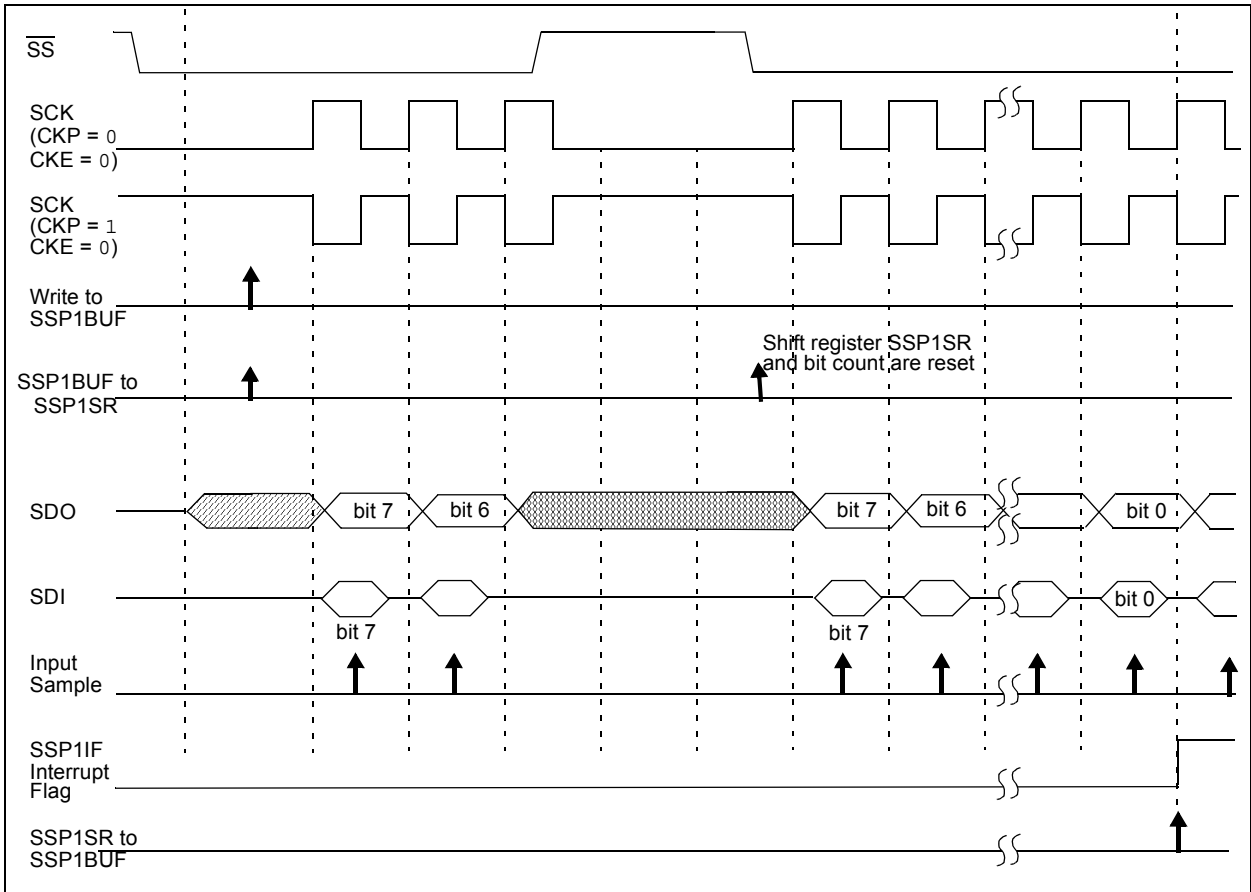 SS
SCK
(CKP = 0
CKE = 0)
SCK
(CKP = 1
CKE = 0)
Write to
SSP1BUF
Shift register SSP1SR
and bit count are reset
SSP1BUF to
SSP1SR
SDO
bit 7
bit 6
bit 7
bit 6
bit 0
SDI
bit 0
bit 7
bit 7
Input
Sample
SSP1IF
Interrupt
Flag
SSP1SR to
SSP1BUF